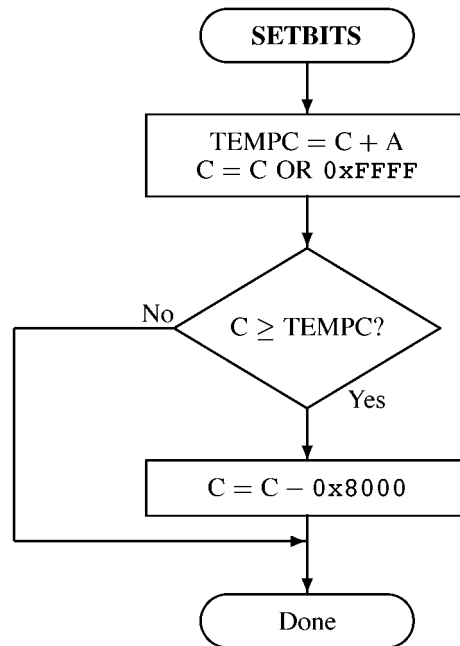 SETBITS
TEMPC = C + A
C = C OR 0xFFFF
No
C ≥ TEMPC?
Yes
C = C − 0x8000
Done